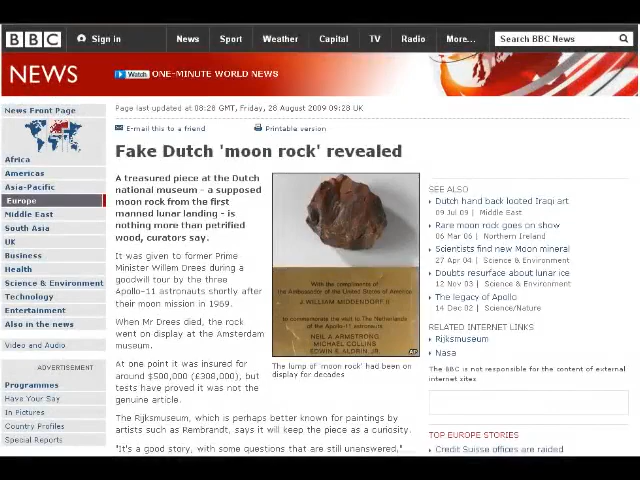 BBC
Sign in
News
Sport
Weather
Capital
TV
Radio
More...
Search BBC News
NEWS
Watch ONE-MINUTE WORLD NEWS
News Front Page
Africa
Americas
Asia-Pacific
Europe
Middle East
South Asia
UK
Business
Health
Science & Environment
Technology
Entertainment
Also in the news
Video and Audio
ADVERTISEMENT
Programmes
Have Your Say
In Pictures
Country Profiles
Special Reports
Page last updated at 08:28 GMT, Friday, 28 August 2009 09:28 UK
E-mail this to a friend
Printable version
Fake Dutch 'moon rock' revealed
A treasured piece at the Dutch
national museum - a supposed
moon rock from the first
manned lunar landing - is
nothing more than petrified
wood, curators say.
It was given to former Prime
Minister Willem Drees during a
goodwill tour by the three
Apollo-11 astronauts shortly after
their moon mission in 1969.
When Mr Drees died, the rock
went on display at the Amsterdam
museum.
At one point it was insured for
around $500,000 (£308,000), but
tests have proved it was not the
genuine article.
The Rijksmuseum, which is perhaps better known for paintings by
artists such as Rembrandt, says it will keep the piece as a curiosity.
"It's a good story, with some questions that are still unanswered,"
With the compliments of
the Ambassador of the United States of America
J. WILLIAM MIDDENDORF II
to commemorate the visit to The Netherlands
of the Apollo-11 astronauts
NEIL A. ARMSTRONG
MICHAEL COLLINS
EDWIN E. ALDRIN, JR.
AP
The lump of 'moon rock' had been on
display for decades
SEE ALSO
Dutch hand back looted Iraqi art
09 Jul 09 | Middle East
Rare moon rock goes on show
06 Mar 06 | Northern Ireland
Scientists find new Moon mineral
27 Apr 04 | Science & Environment
Doubts resurface about lunar ice
12 Nov 03 | Science & Environment
The legacy of Apollo
14 Dec 02 | Science/Nature
RELATED INTERNET LINKS
Rijksmuseum
Nasa
The BBC is not responsible for the content of external
internet sites
TOP EUROPE STORIES
Credit Suisse offices are raided